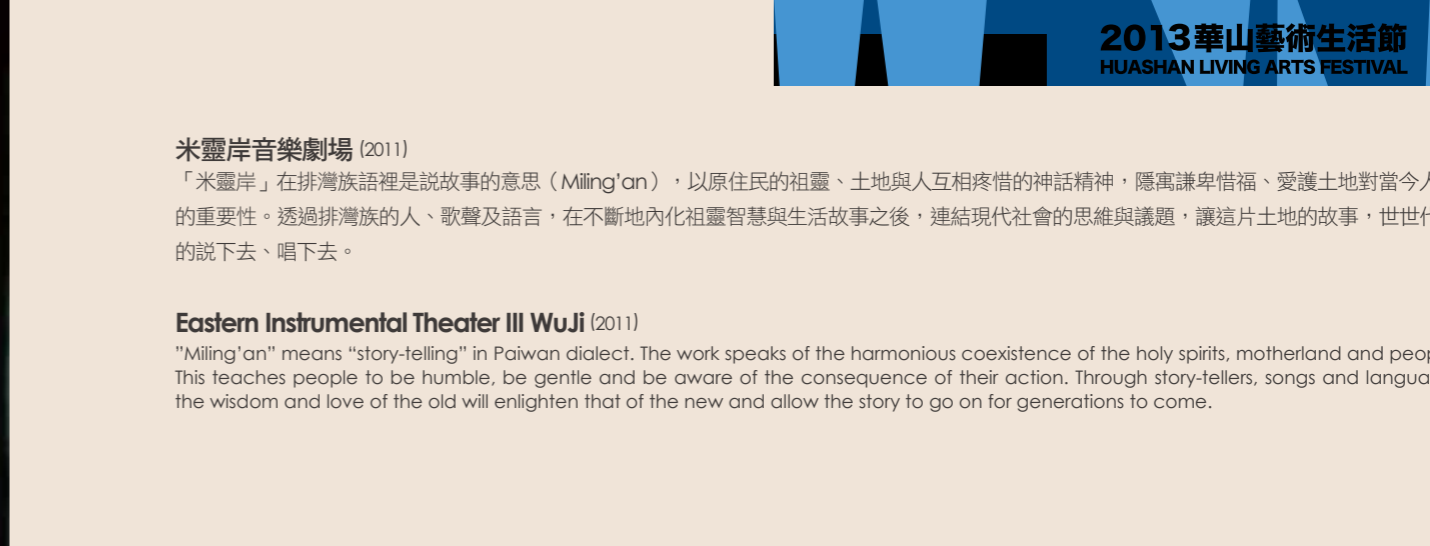 2013華山藝術生活節
HUASHAN LIVING ARTS FESTIVAL
米靈岸音樂劇場 (2011)
「米靈岸」在排灣族語裡是説故事的意思（Miling'an），以原住民的祖靈、土地與人互相疼惜的神話精神，隱寓謙卑惜福、愛護土地對當今人
的重要性。透過排灣族的人、歌聲及語言，在不斷地內化祖靈智慧與生活故事之後，連結現代社會的思維與議題，讓這片土地的故事，世世代
的説下去、唱下去。
Eastern Instrumental Theater III WuJi (2011)
”Miling’an” means “story-telling” in Paiwan dialect. The work speaks of the harmonious coexistence of the holy spirits, motherland and
This teaches people to be humble, be gentle and be aware of the consequence of their action. Through story-tellers, songs and
the wisdom and love of the old will enlighten that of the new and allow the story to go on for generations to come.